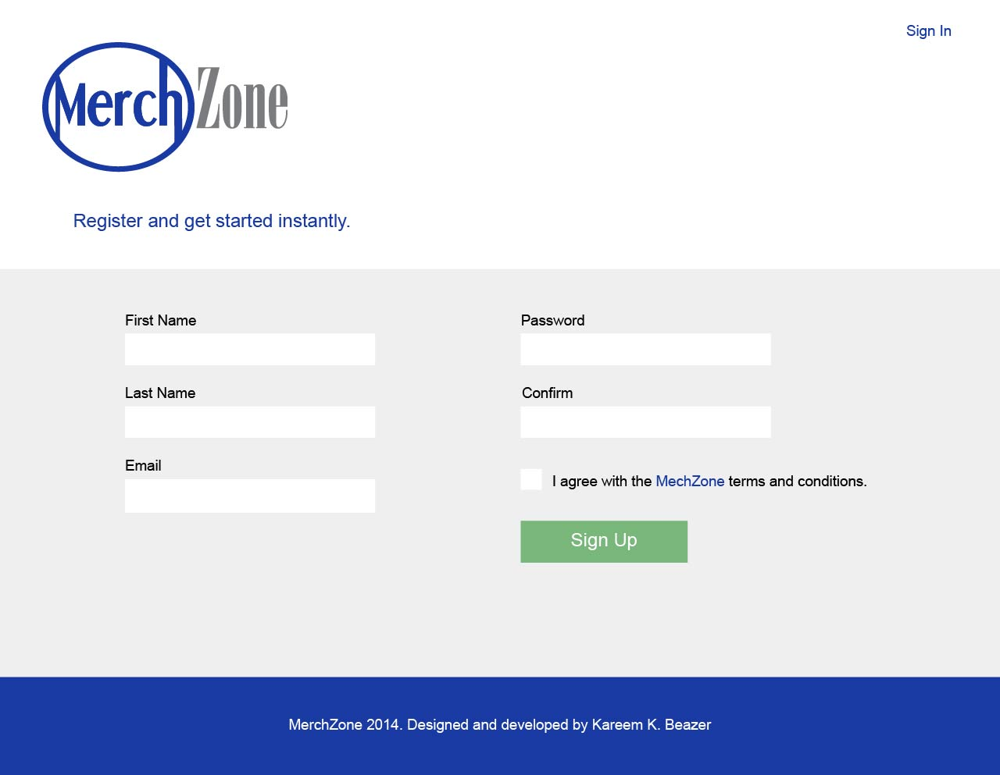 Sign In
MerchZone
Register and get started instantly.
First Name
Last Name
Email
Password
Confirm
I agree with the MechZone terms and conditions.
Sign Up
MerchZone 2014. Designed and developed by Kareem K. Beazer